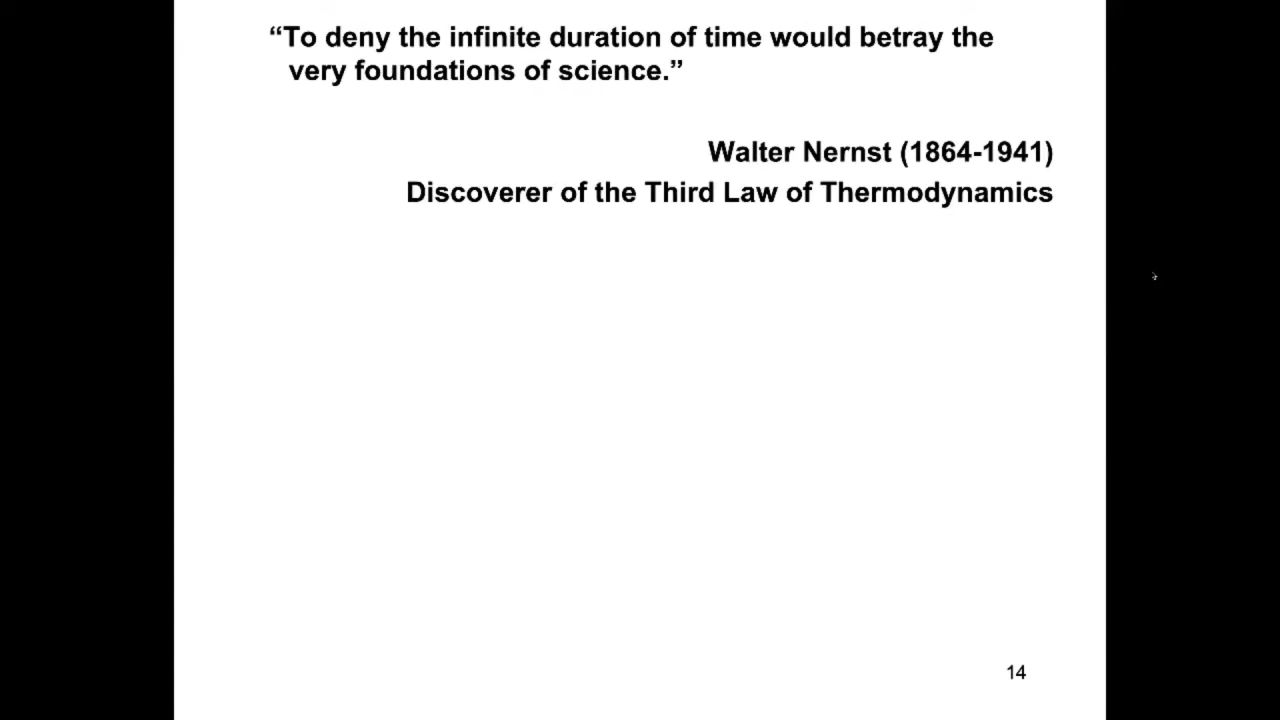 “To deny the infinite duration of time would betray the
very foundations of science.”
Walter Nernst (1864-1941)
Discoverer of the Third Law of Thermodynamics
14